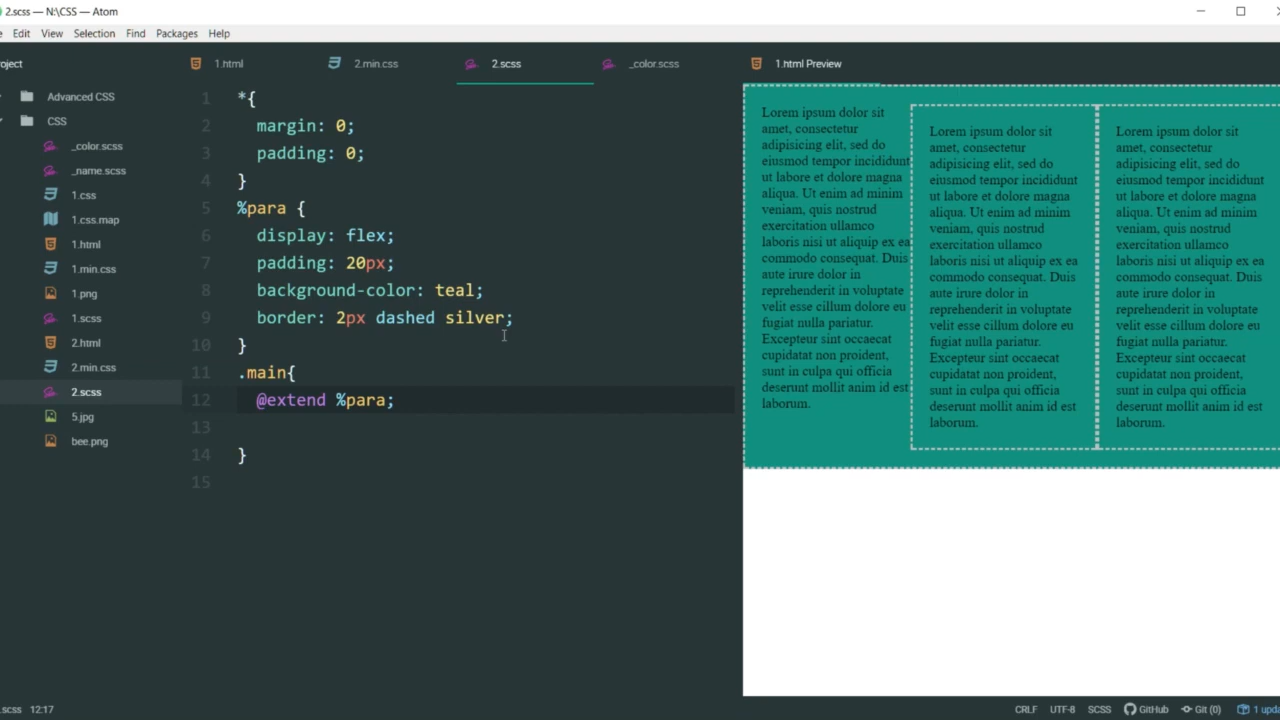 2.scss — N:\CSS — Atom
e Edit View Selection Find Packages Help
roject
Advanced CSS
CSS
_color.scss
_name.scss
1.css
1.css.map
1.html
1.min.css
1.png
1.scss
2.html
2.min.css
2.scss
5.jpg
bee.png
1.html 2.min.css 2.scss _color.scss
1 *{
2 margin: 0;
3 padding: 0;
4 }
5 %para {
6 display: flex;
7 padding: 20px;
8 background-color: teal;
9 border: 2px dashed silver;
10 }
11 .main{
12 @extend %para;
13
14 }
15
1.html Preview
Lorem ipsum dolor sit
amet, consectetur
adipisicing elit, sed do
eiusmod tempor incididunt
ut labore et dolore magna
aliqua. Ut enim ad minim
veniam, quis nostrud
exercitation ullamco
laboris nisi ut aliquip ex ea
commodo consequat. Duis
aute irure dolor in
reprehenderit in voluptate
velit esse cillum dolore eu
fugiat nulla pariatur.
Excepteur sint occaecat
cupidatat non proident,
sunt in culpa qui officia
deserunt mollit anim id est
laborum.
Lorem ipsum dolor sit
amet, consectetur
adipisicing elit, sed do
eiusmod tempor incididunt
ut labore et dolore magna
aliqua. Ut enim ad minim
veniam, quis nostrud
exercitation ullamco
laboris nisi ut aliquip ex ea
commodo consequat. Duis
aute irure dolor in
reprehenderit in voluptate
velit esse cillum dolore eu
fugiat nulla pariatur.
Excepteur sint occaecat
cupidatat non proident,
sunt in culpa qui officia
deserunt mollit anim id est
laborum.
Lorem ipsum dolor sit
amet, consectetur
adipisicing elit, sed do
eiusmod tempor incididunt
ut labore et dolore magna
aliqua. Ut enim ad minim
veniam, quis nostrud
exercitation ullamco
laboris nisi ut aliquip ex ea
commodo consequat. Duis
aute irure dolor in
reprehenderit in voluptate
velit esse cillum dolore eu
fugiat nulla pariatur.
Excepteur sint occaecat
cupidatat non proident,
sunt in culpa qui officia
deserunt mollit anim id est
laborum.
.scss 12:17 CRLF UTF-8 SCSS GitHub Git (0) 1 upda